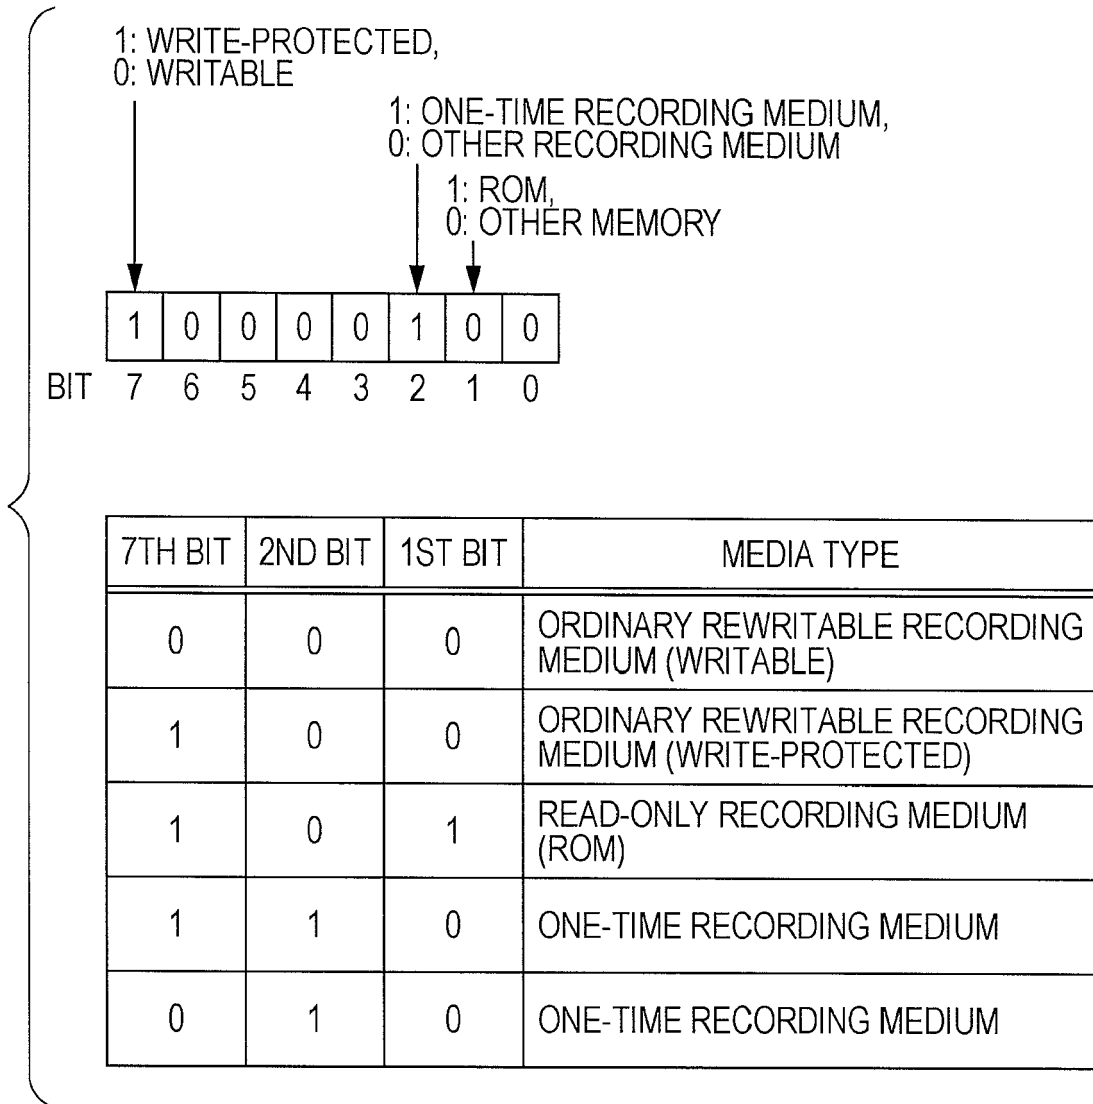 1: WRITE-PROTECTED,
0: WRITABLE
1: ONE-TIME RECORDING MEDIUM,
0: OTHER RECORDING MEDIUM
1: ROM,
0: OTHER MEMORY
1 0 0 0 0 1 0 0
BIT 7 6 5 4 3 2 1 0
7TH BIT 2ND BIT 1ST BIT MEDIA TYPE
0 0 0 ORDINARY REWRITABLE RECORDING
MEDIUM (WRITABLE)
1 0 0 ORDINARY REWRITABLE RECORDING
MEDIUM (WRITE-PROTECTED)
1 0 1 READ-ONLY RECORDING MEDIUM
(ROM)
1 1 0 ONE-TIME RECORDING MEDIUM
0 1 0 ONE-TIME RECORDING MEDIUM